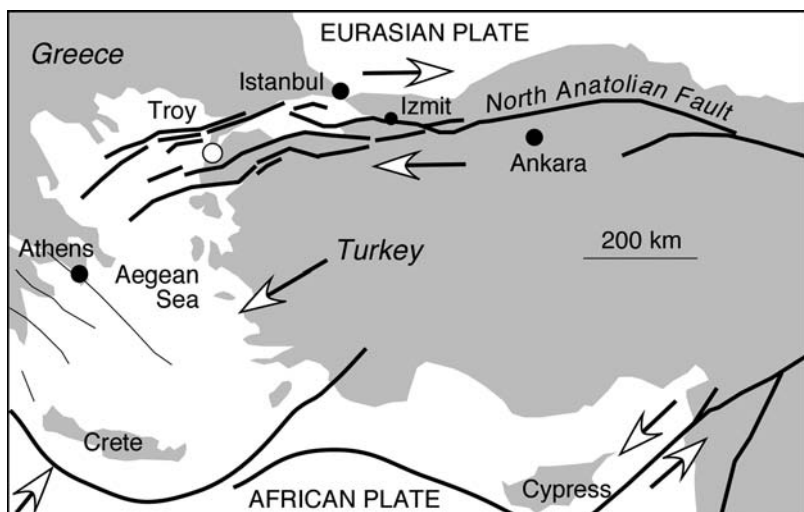 EURASIAN PLATE
Greece
Istanbul
Troy
Izmit
North Anatolian Fault
Ankara
Athens
Aegean
Sea
Turkey
200 km
Crete
Cypress
AFRICAN PLATE